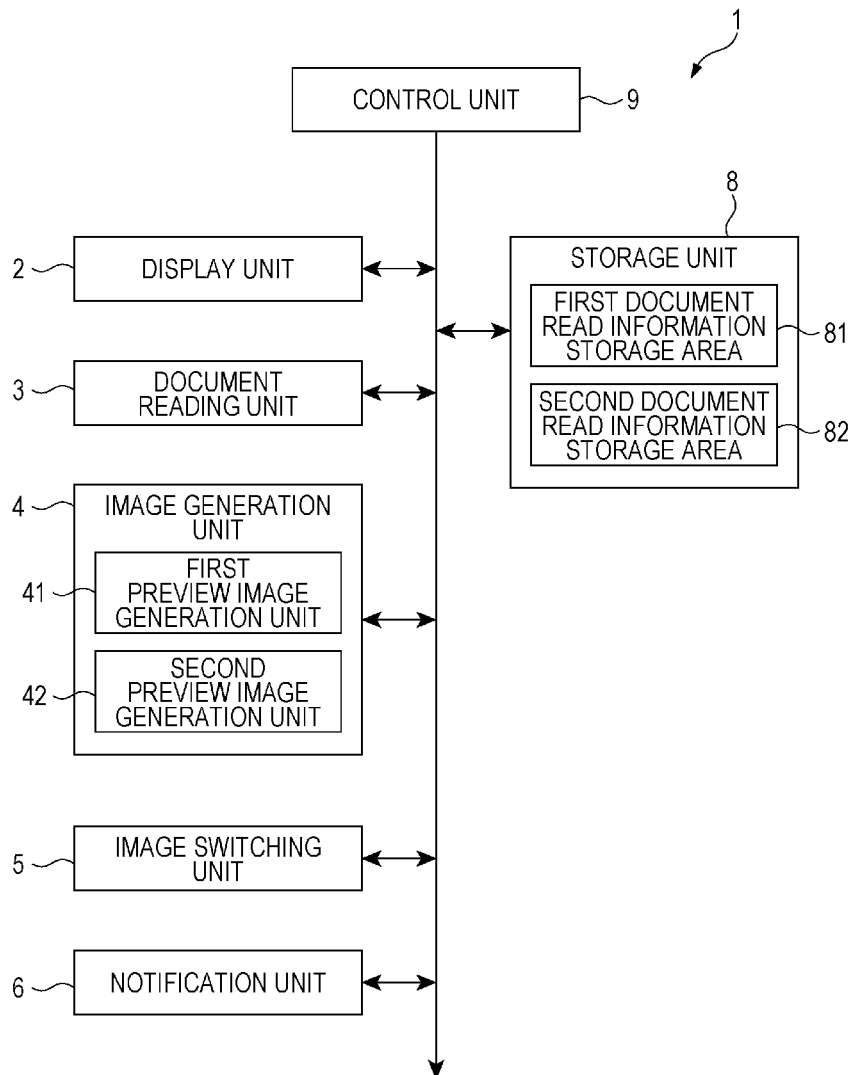 1
CONTROL UNIT
9
8
2
DISPLAY UNIT
STORAGE UNIT
FIRST DOCUMENT
READ INFORMATION
STORAGE AREA
81
3
DOCUMENT
READING UNIT
SECOND DOCUMENT
READ INFORMATION
STORAGE AREA
82
4
IMAGE GENERATION
UNIT
41
FIRST
PREVIEW IMAGE
GENERATION UNIT
42
SECOND
PREVIEW IMAGE
GENERATION UNIT
5
IMAGE SWITCHING
UNIT
6
NOTIFICATION UNIT